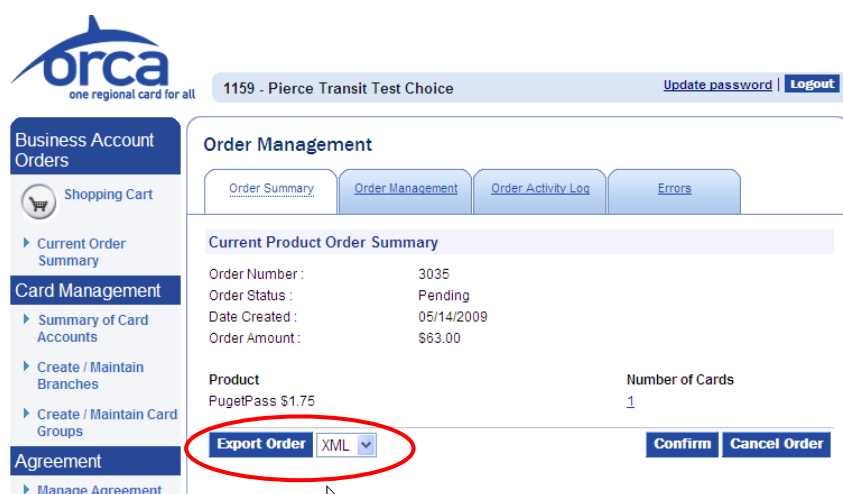 orca
one regional card for all
1159 - Pierce Transit Test Choice
Update password | Logout
Business Account
Orders
Shopping Cart
Current Order
Summary
Card Management
Summary of Card
Accounts
Create / Maintain
Branches
Create / Maintain Card
Groups
Agreement
Manage Agreement
Order Management
Order Summary
Order Management
Order Activity Log
Errors
Current Product Order Summary
Order Number : 3035
Order Status : Pending
Date Created : 05/14/2009
Order Amount : $63.00
Product Number of Cards
PugetPass $1.75 1
Export Order XML Confirm Cancel Order